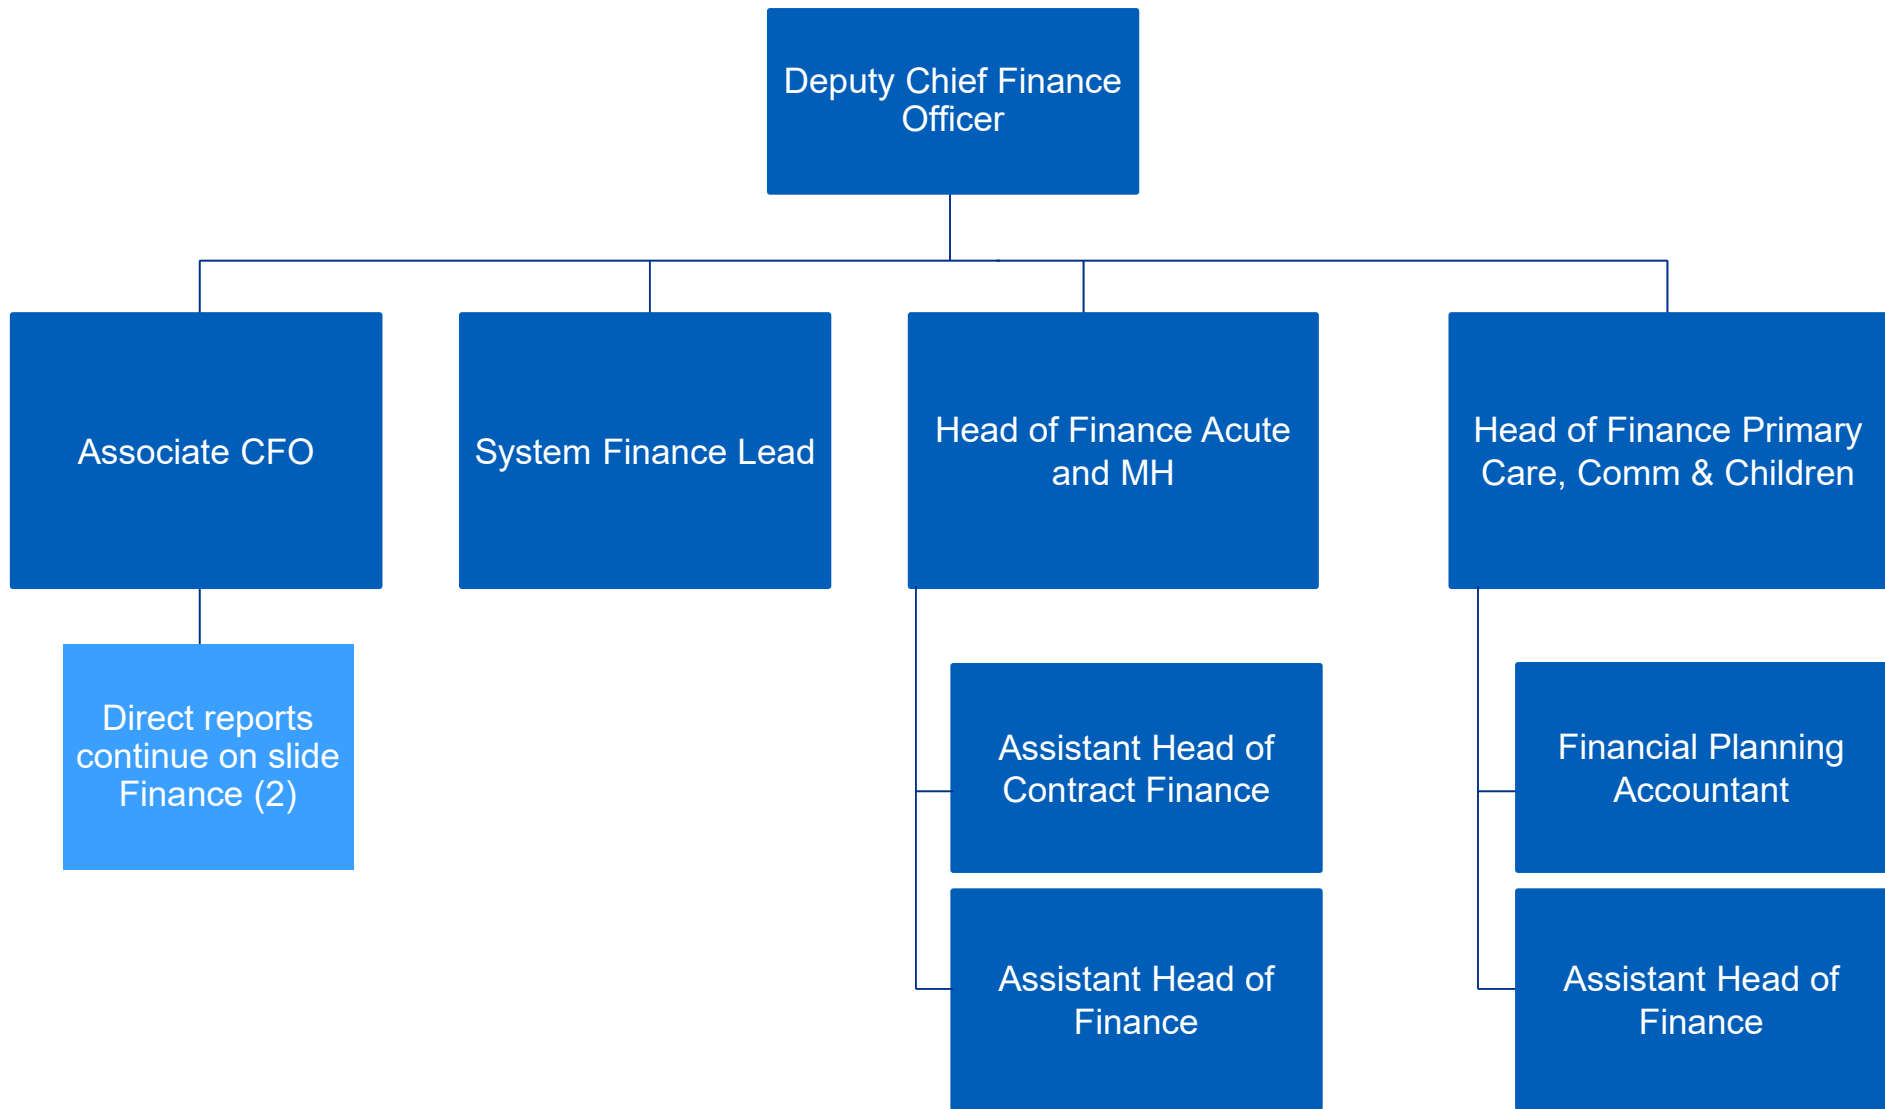 Deputy Chief Finance
Officer
Associate CFO
System Finance Lead
Head of Finance Acute
and MH
Head of Finance Primary
Care, Comm & Children
Direct reports
continue on slide
Finance (2)
Assistant Head of
Contract Finance
Financial Planning
Accountant
Assistant Head of
Finance
Assistant Head of
Finance